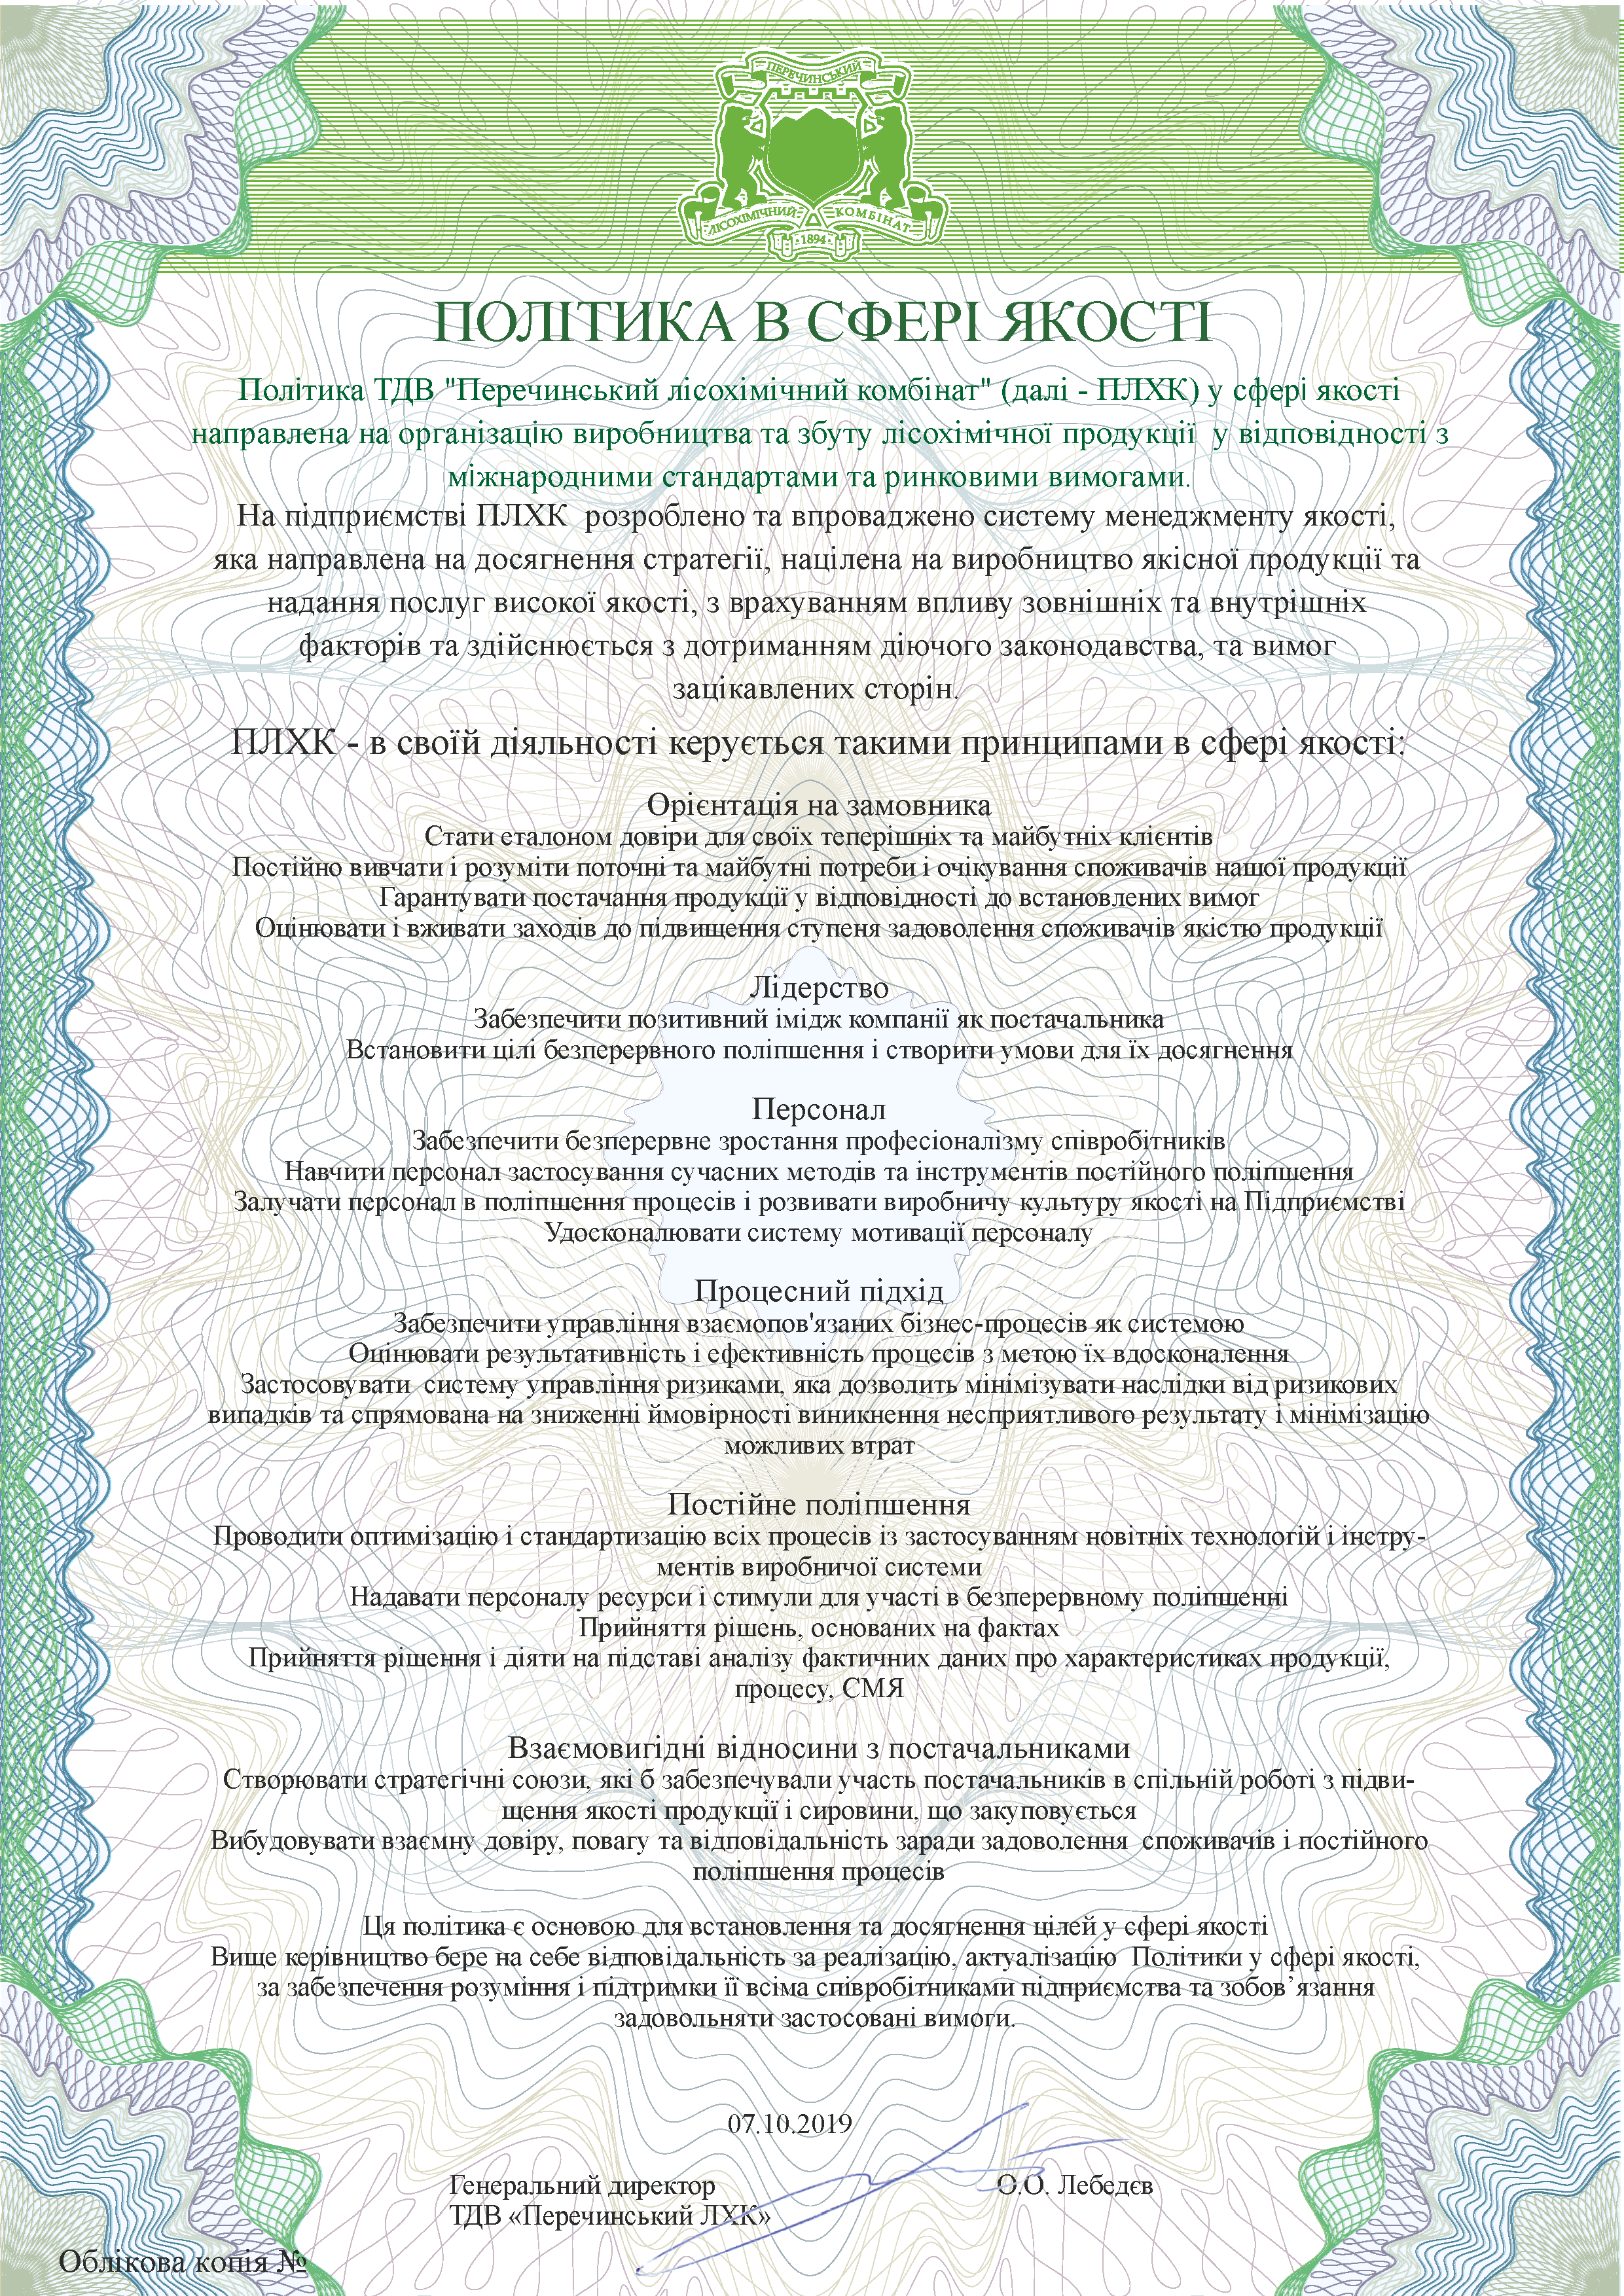 ПЕРЕЧИНСЬКИЙ
ЛІСОХІМІЧНИЙ КОМБІНАТ
· 1894 ·
ПОЛІТИКА В СФЕРІ ЯКОСТІ
Політика ТДВ "Перечинський лісохімічний комбінат" (далі - ПЛХК) у сфері якості
направлена на організацію виробництва та збуту лісохімічної продукції у відповідності з
міжнародними стандартами та ринковими вимогами.
На підприємстві ПЛХК розроблено та впроваджено систему менеджменту якості,
яка направлена на досягнення стратегії, націлена на виробництво якісної продукції та
надання послуг високої якості, з врахуванням впливу зовнішніх та внутрішніх
факторів та здійснюється з дотриманням діючого законодавства, та вимог
зацікавлених сторін.
ПЛХК - в своїй діяльності керується такими принципами в сфері якості:
Орієнтація на замовника
Стати еталоном довіри для своїх теперішніх та майбутніх клієнтів
Постійно вивчати і розуміти поточні та майбутні потреби і очікування споживачів нашої продукції
Гарантувати постачання продукції у відповідності до встановлених вимог
Оцінювати і вживати заходів до підвищення ступеня задоволення споживачів якістю продукції
Лідерство
Забезпечити позитивний імідж компанії як постачальника
Встановити цілі безперервного поліпшення і створити умови для їх досягнення
Персонал
Забезпечити безперервне зростання професіоналізму співробітників
Навчити персонал застосування сучасних методів та інструментів постійного поліпшення
Залучати персонал в поліпшення процесів і розвивати виробничу культуру якості на Підприємстві
Удосконалювати систему мотивації персоналу
Процесний підхід
Забезпечити управління взаємопов'язаних бізнес-процесів як системою
Оцінювати результативність і ефективність процесів з метою їх вдосконалення
Застосовувати систему управління ризиками, яка дозволить мінімізувати наслідки від ризикових
випадків та спрямована на зниженні ймовірності виникнення несприятливого результату і мінімізацію
можливих втрат
Постійне поліпшення
Проводити оптимізацію і стандартизацію всіх процесів із застосуванням новітніх технологій і інстру-
ментів виробничої системи
Надавати персоналу ресурси і стимули для участі в безперервному поліпшенні
Прийняття рішень, основаних на фактах
Прийняття рішення і діяти на підставі аналізу фактичних даних про характеристиках продукції,
процесу, СМЯ
Взаємовигідні відносини з постачальниками
Створювати стратегічні союзи, які б забезпечували участь постачальників в спільній роботі з підви-
щення якості продукції і сировини, що закуповується
Вибудовувати взаємну довіру, повагу та відповідальність заради задоволення споживачів і постійного
поліпшення процесів
Ця політика є основою для встановлення та досягнення цілей у сфері якості
Вище керівництво бере на себе відповідальність за реалізацію, актуалізацію Політики у сфері якості,
за забезпечення розуміння і підтримки її всіма співробітниками підприємства та зобов’язання
задовольняти застосовані вимоги.
07.10.2019
Генеральний директор О.О. Лебедєв
ТДВ «Перечинський ЛХК»
Облікова копія №